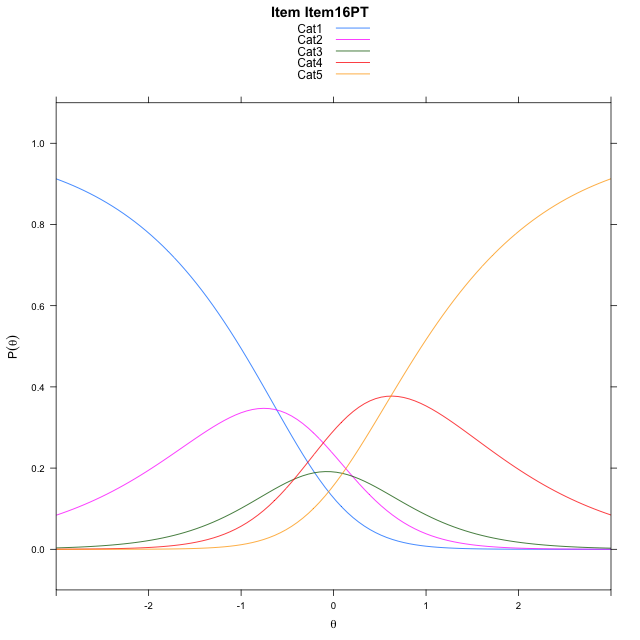 Item Item16PT
Cat1
Cat2
Cat3
Cat4
Cat5
1.0
0.8
0.6
0.4
0.2
0.0
P(θ)
-2 -1 0 1 2
θ